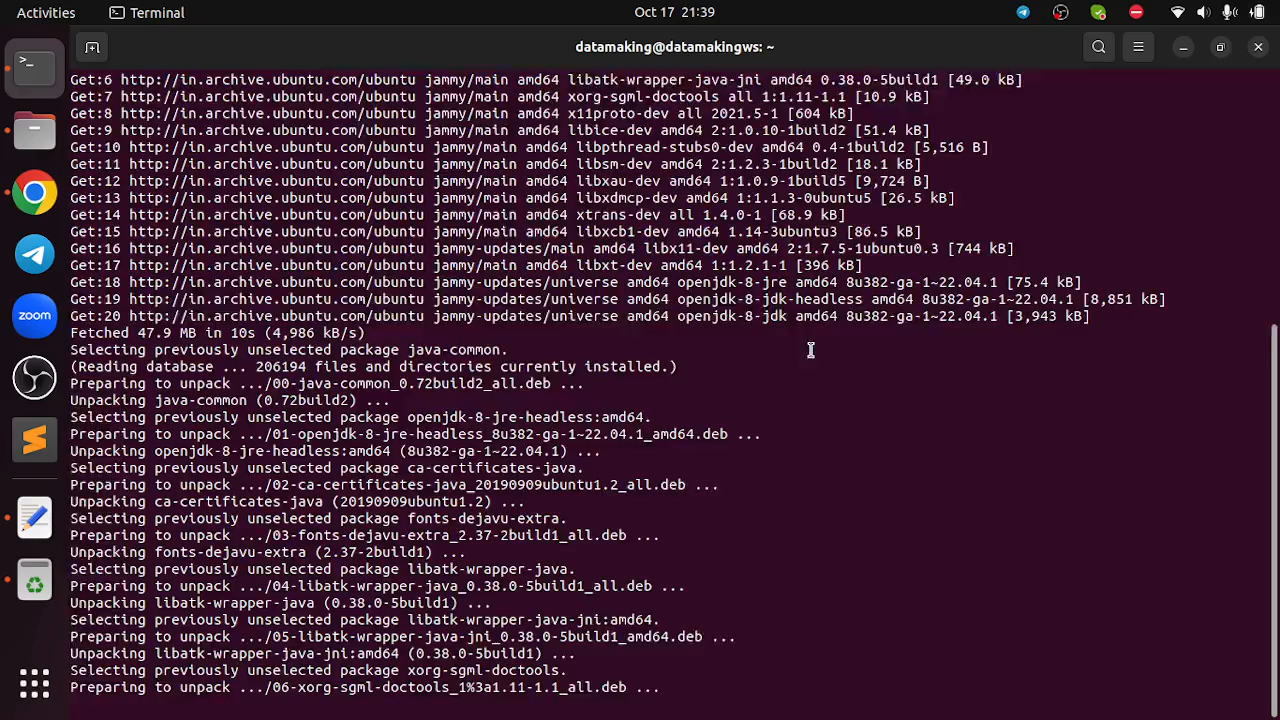 Activities
Terminal
Oct 17 21:39
datamaking@datamakingws: ~
Get:6 http://in.archive.ubuntu.com/ubuntu jammy/main amd64 libatk-wrapper-java-jni amd64 0.38.0-5build1 [49.0 kB]
Get:7 http://in.archive.ubuntu.com/ubuntu jammy/main amd64 xorg-sgml-doctools all 1:1.11-1.1 [10.9 kB]
Get:8 http://in.archive.ubuntu.com/ubuntu jammy/main amd64 x11proto-dev all 2021.5-1 [604 kB]
Get:9 http://in.archive.ubuntu.com/ubuntu jammy/main amd64 libice-dev amd64 2:1.0.10-1build2 [51.4 kB]
Get:10 http://in.archive.ubuntu.com/ubuntu jammy/main amd64 libpthread-stubs0-dev amd64 0.4-1build2 [5,516 B]
Get:11 http://in.archive.ubuntu.com/ubuntu jammy/main amd64 libsm-dev amd64 2:1.2.3-1build2 [18.1 kB]
Get:12 http://in.archive.ubuntu.com/ubuntu jammy/main amd64 libxau-dev amd64 1:1.0.9-1build5 [9,724 B]
Get:13 http://in.archive.ubuntu.com/ubuntu jammy/main amd64 libxdmcp-dev amd64 1:1.1.3-0ubuntu5 [26.5 kB]
Get:14 http://in.archive.ubuntu.com/ubuntu jammy/main amd64 xtrans-dev all 1.4.0-1 [68.9 kB]
Get:15 http://in.archive.ubuntu.com/ubuntu jammy/main amd64 libxcb1-dev amd64 1.14-3ubuntu3 [86.5 kB]
Get:16 http://in.archive.ubuntu.com/ubuntu jammy-updates/main amd64 libx11-dev amd64 2:1.7.5-1ubuntu0.3 [744 kB]
Get:17 http://in.archive.ubuntu.com/ubuntu jammy/main amd64 libxt-dev amd64 1:1.2.1-1 [396 kB]
Get:18 http://in.archive.ubuntu.com/ubuntu jammy-updates/universe amd64 openjdk-8-jre amd64 8u382-ga-1~22.04.1 [75.4 kB]
Get:19 http://in.archive.ubuntu.com/ubuntu jammy-updates/universe amd64 openjdk-8-jdk-headless amd64 8u382-ga-1~22.04.1 [8,851 kB]
Get:20 http://in.archive.ubuntu.com/ubuntu jammy-updates/universe amd64 openjdk-8-jdk amd64 8u382-ga-1~22.04.1 [3,943 kB]
Fetched 47.9 MB in 10s (4,986 kB/s)
Selecting previously unselected package java-common.
(Reading database ... 206194 files and directories currently installed.)
Preparing to unpack .../00-java-common_0.72build2_all.deb ...
Unpacking java-common (0.72build2) ...
Selecting previously unselected package openjdk-8-jre-headless:amd64.
Preparing to unpack .../01-openjdk-8-jre-headless_8u382-ga-1~22.04.1_amd64.deb ...
Unpacking openjdk-8-jre-headless:amd64 (8u382-ga-1~22.04.1) ...
Selecting previously unselected package ca-certificates-java.
Preparing to unpack .../02-ca-certificates-java_20190909ubuntu1.2_all.deb ...
Unpacking ca-certificates-java (20190909ubuntu1.2) ...
Selecting previously unselected package fonts-dejavu-extra.
Preparing to unpack .../03-fonts-dejavu-extra_2.37-2build1_all.deb ...
Unpacking fonts-dejavu-extra (2.37-2build1) ...
Selecting previously unselected package libatk-wrapper-java.
Preparing to unpack .../04-libatk-wrapper-java_0.38.0-5build1_all.deb ...
Unpacking libatk-wrapper-java (0.38.0-5build1) ...
Selecting previously unselected package libatk-wrapper-java-jni:amd64.
Preparing to unpack .../05-libatk-wrapper-java-jni_0.38.0-5build1_amd64.deb ...
Unpacking libatk-wrapper-java-jni:amd64 (0.38.0-5build1) ...
Selecting previously unselected package xorg-sgml-doctools.
Preparing to unpack .../06-xorg-sgml-doctools_1%3a1.11-1.1_all.deb ...
zoom